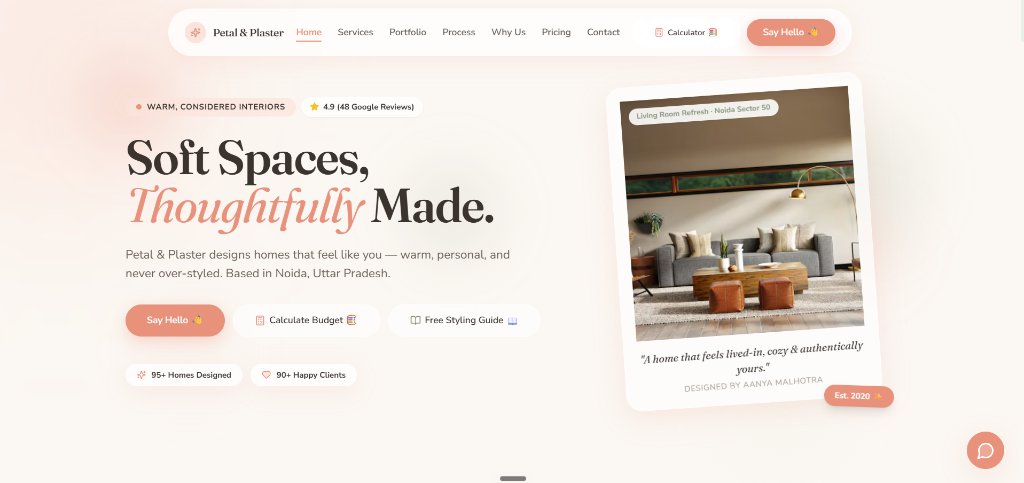 Petal & Plaster
Home
Services
Portfolio
Process
Why Us
Pricing
Contact
Calculator 🧮
Say Hello 👋
WARM, CONSIDERED INTERIORS
4.9 (48 Google Reviews)
Soft Spaces,
Thoughtfully Made.
Petal & Plaster designs homes that feel like you — warm, personal, and
never over-styled. Based in Noida, Uttar Pradesh.
Say Hello 👋
Calculate Budget 🧮
Free Styling Guide 📖
95+ Homes Designed
90+ Happy Clients
Living Room Refresh · Noida Sector 50
"A home that feels lived-in, cozy & authentically
yours."
DESIGNED BY AANYA MALHOTRA
Est. 2020 ✨